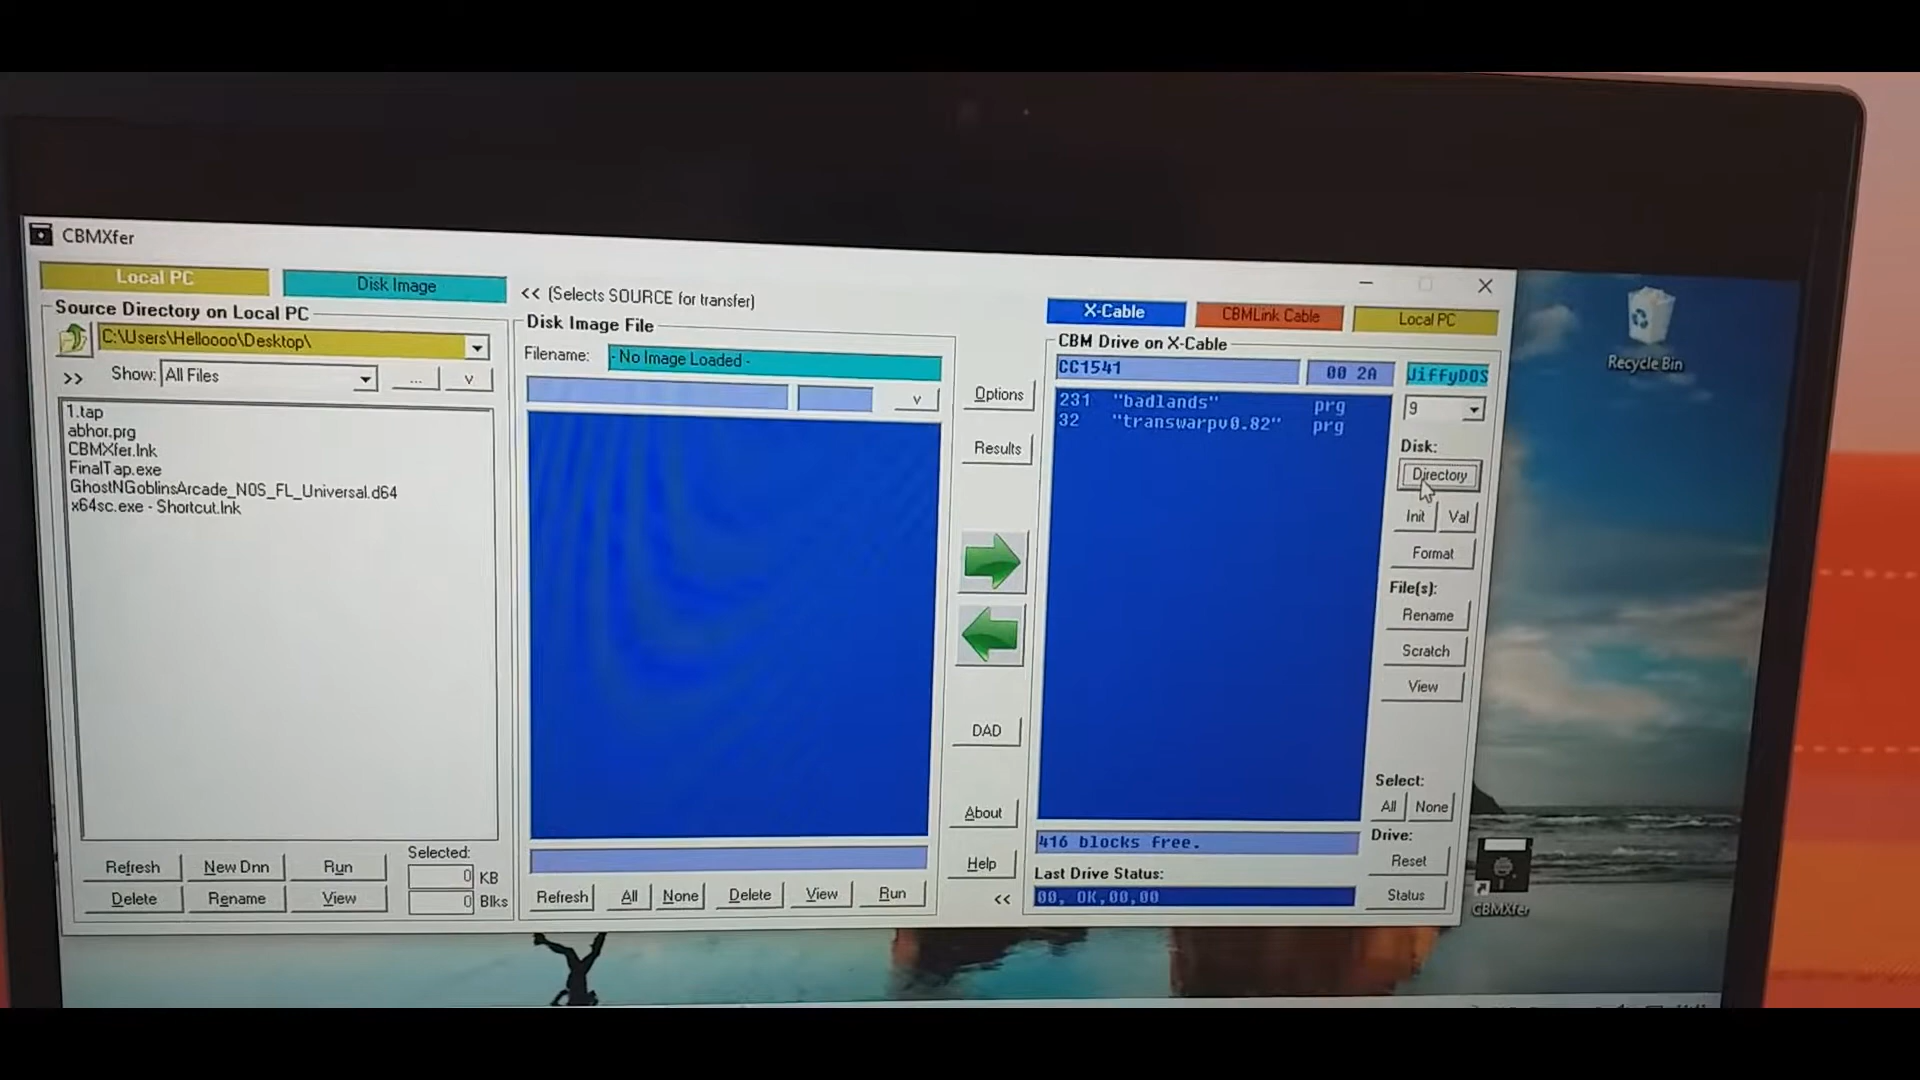 CBMXfer
Local PC
Disk Image
<< (Selects SOURCE for transfer)
X-Cable
CBMLink Cable
Local PC
Source Directory on Local PC
C:\Users\Helloooo\Desktop\
>>
Show:
All Files
...
v
1.tap
abhor.prg
CBMXfer.lnk
FinalTap.exe
GhostNGoblinsArcade_N0S_FL_Universal.d64
x64sc.exe - Shortcut.lnk
Refresh
New Dnn
Run
Delete
Rename
View
Selected:
0 KB
0 Blks
Disk Image File
Filename:
- No Image Loaded -
v
Refresh
All
None
Delete
View
Run
Options
Results
DAD
About
Help
<<
CBM Drive on X-Cable
CC1541
00 2A
JiffyDOS
231 "badlands" prg
32 "transwarpv0.82" prg
416 blocks free.
Last Drive Status:
00, OK,00,00
9
Disk:
Directory
Init
Val
Format
File(s):
Rename
Scratch
View
Select:
All
None
Drive:
Reset
Status
Recycle Bin
CBMXfer